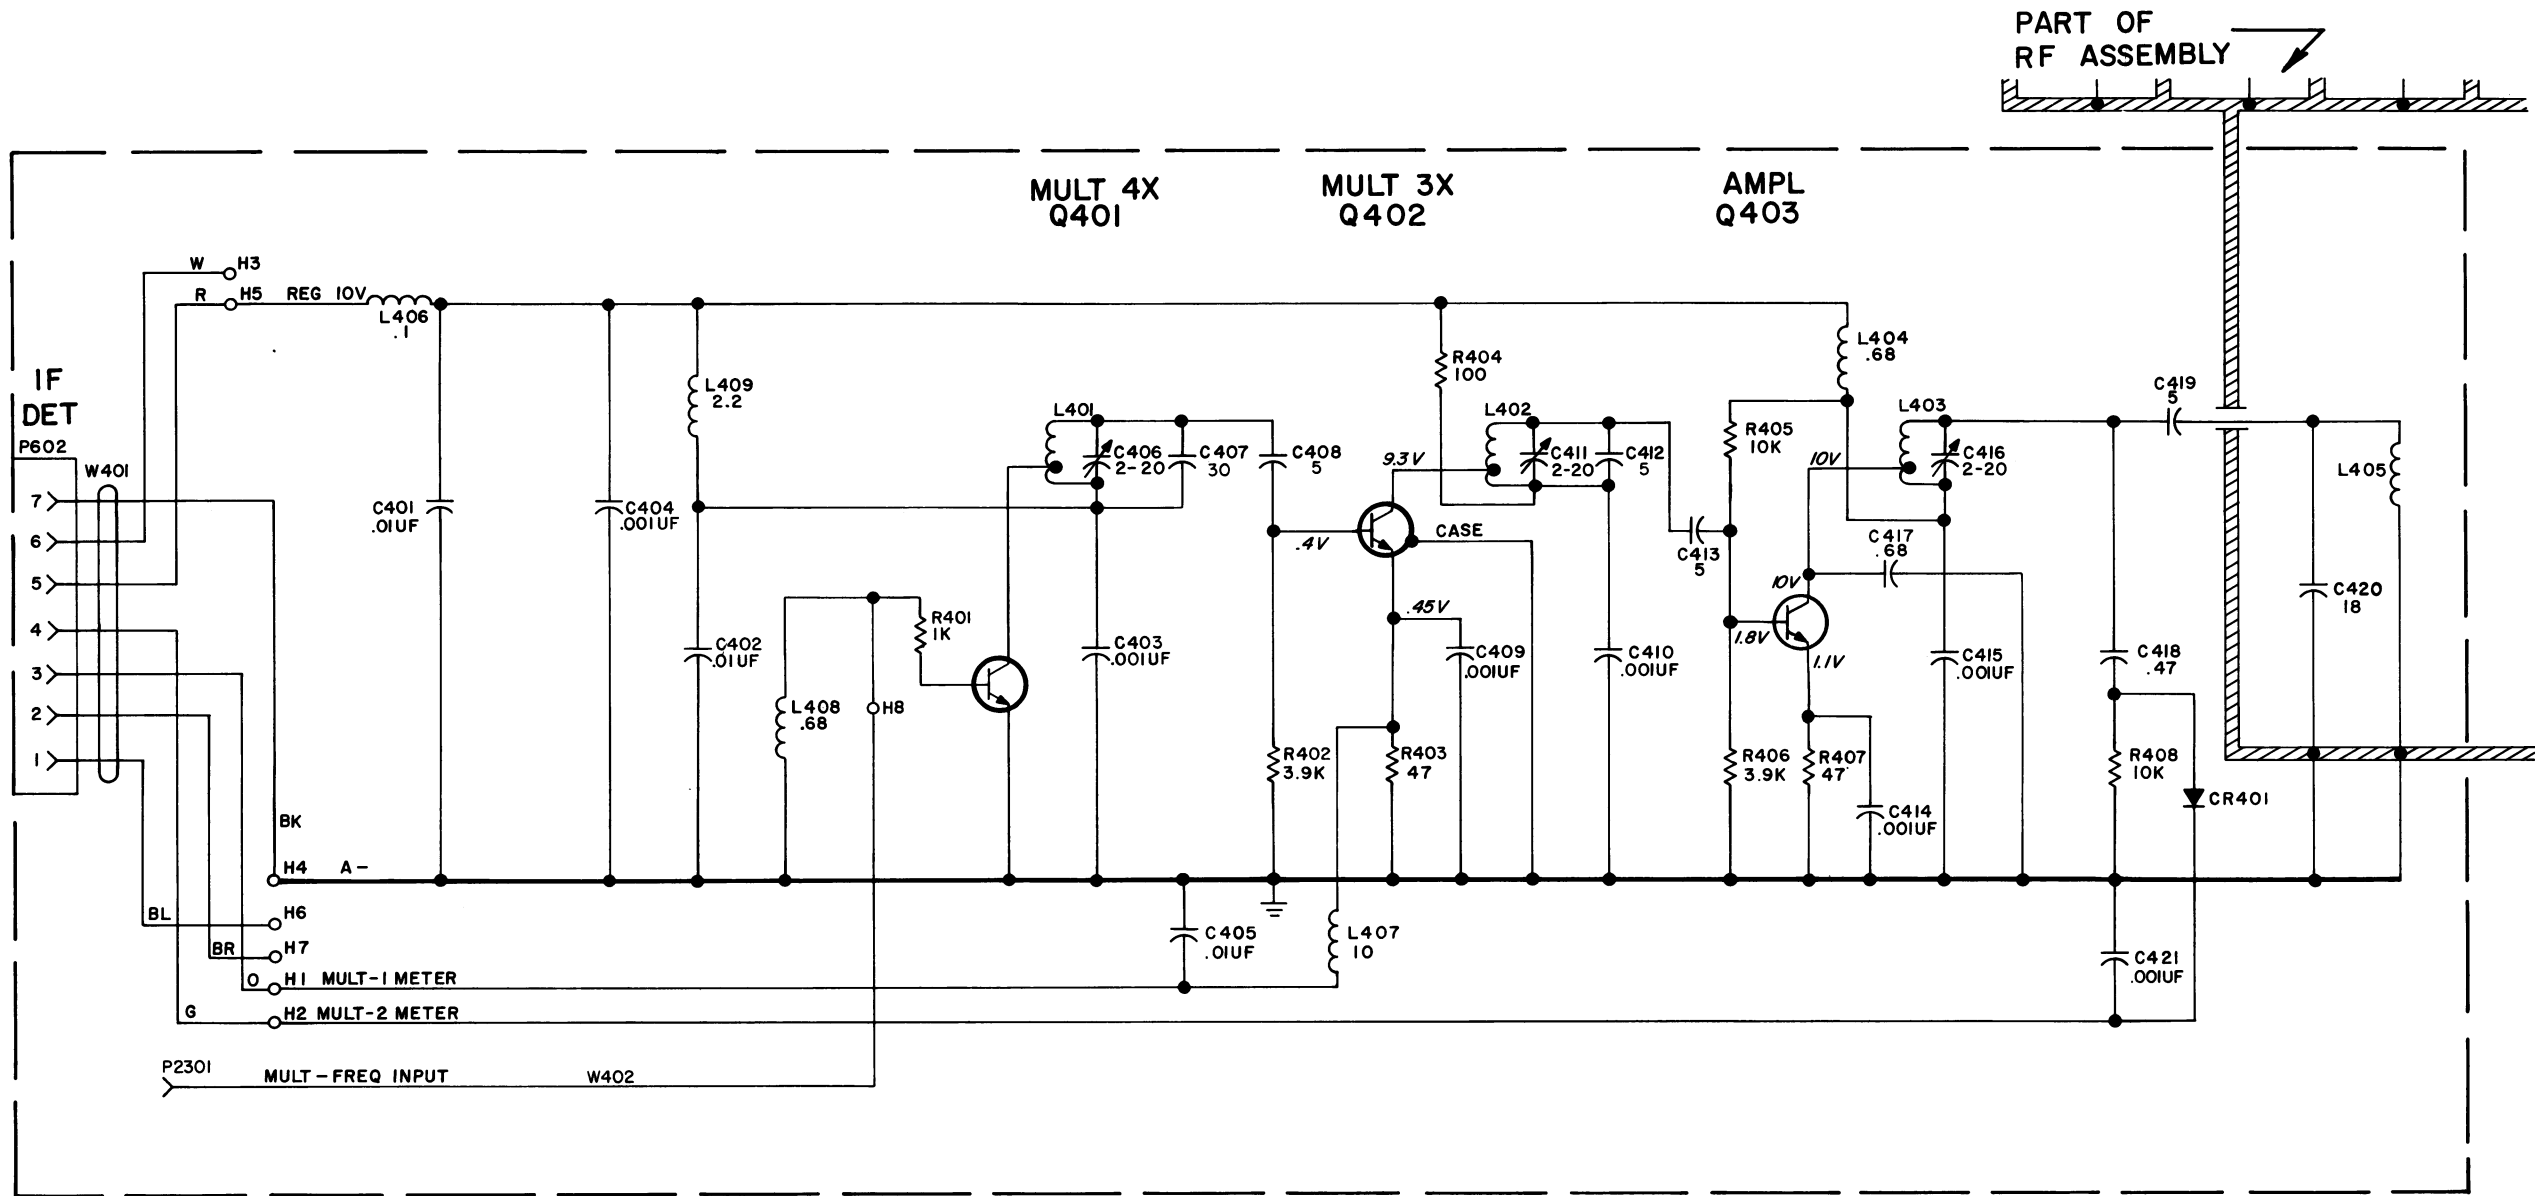 PART OF
RF ASSEMBLY
MULT 4X
Q401
MULT 3X
Q402
AMPL
Q403
W
H3
R
H5
REG 10V
L406
.1
IF
DET
P602
W401
7
6
5
4
3
2
1
C401
.01UF
C404
.001UF
L409
2.2
C402
.01UF
L408
.68
H8
R401
1K
L401
C406
2-20
C407
30
C408
5
C403
.001UF
R402
3.9K
R404
100
9.3V
.4V
CASE
.45V
L402
C411
2-20
C412
5
C409
.001UF
R403
47
C410
.001UF
C413
5
L404
.68
R405
10K
10V
L403
C416
2-20
C417
.68
10V
1.8V
1.1V
C415
.001UF
R406
3.9K
R407
47
C414
.001UF
C419
5
L405
C420
18
C418
.47
R408
10K
CR401
BK
H4
A-
BL
H6
BR
H7
O
H1 MULT-1 METER
G
H2 MULT-2 METER
C405
.01UF
L407
10
C421
.001UF
P2301
MULT-FREQ INPUT
W402